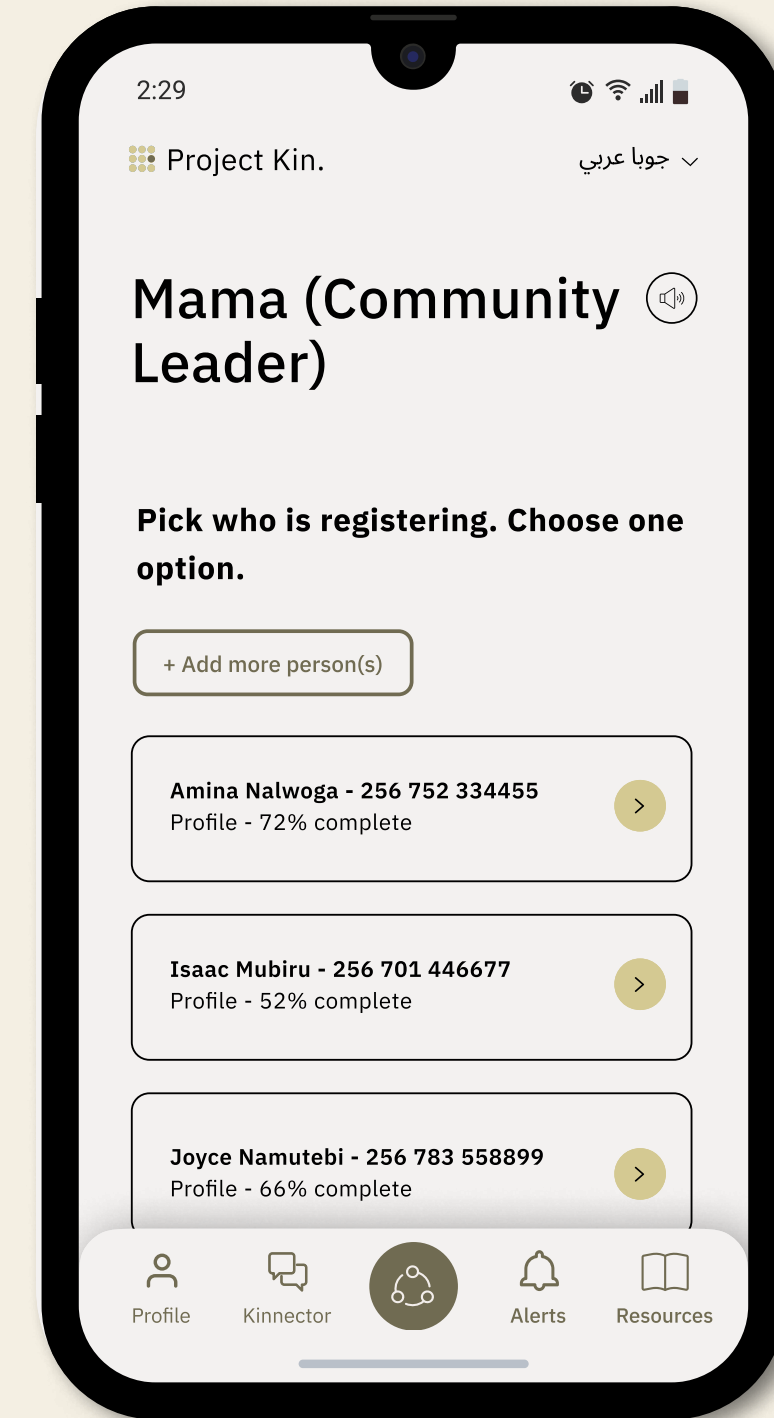 2:29
Project Kin.
جوبا عربي
Mama (Community
Leader)
Pick who is registering. Choose one
option.
+ Add more person(s)
Amina Nalwoga - 256 752 334455
Profile - 72% complete
Isaac Mubiru - 256 701 446677
Profile - 52% complete
Joyce Namutebi - 256 783 558899
Profile - 66% complete
Profile
Kinnector
Alerts
Resources